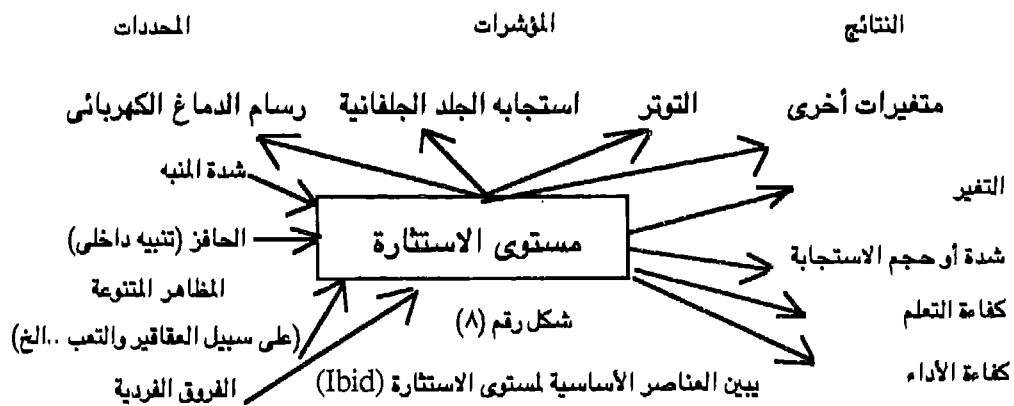 المحددات المؤشرات النتائج
رسام الدماغ الكهربائى استجابه الجلد الجلفانية التوتر متغيرات أخرى
شدة المنبه
الحافز (تنبيه داخلى)
المظاهر المتنوعة
(على سبيل العقاقير والتعب ..الخ)
الفروق الفردية
مستوى الاستثارة
التغير
شدة أو حجم الاستجابة
كفاءة التعلم
كفاءة الأداء
شكل رقم (٨)
يبين العناصر الأساسية لمستوى الاستثارة (Ibid)